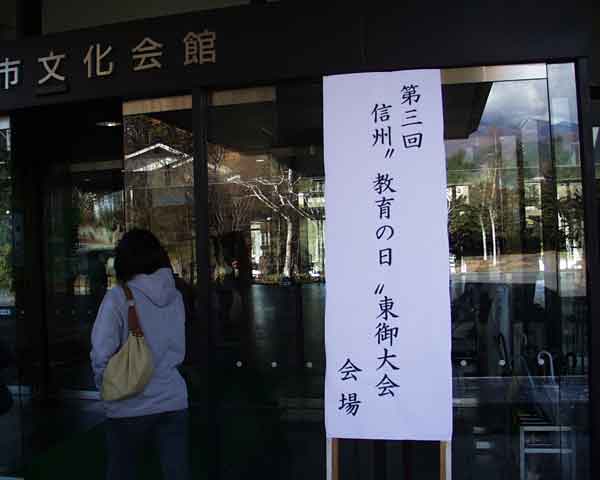 市文化会館
第三回
信州〝教育の日〟東御大会
会場